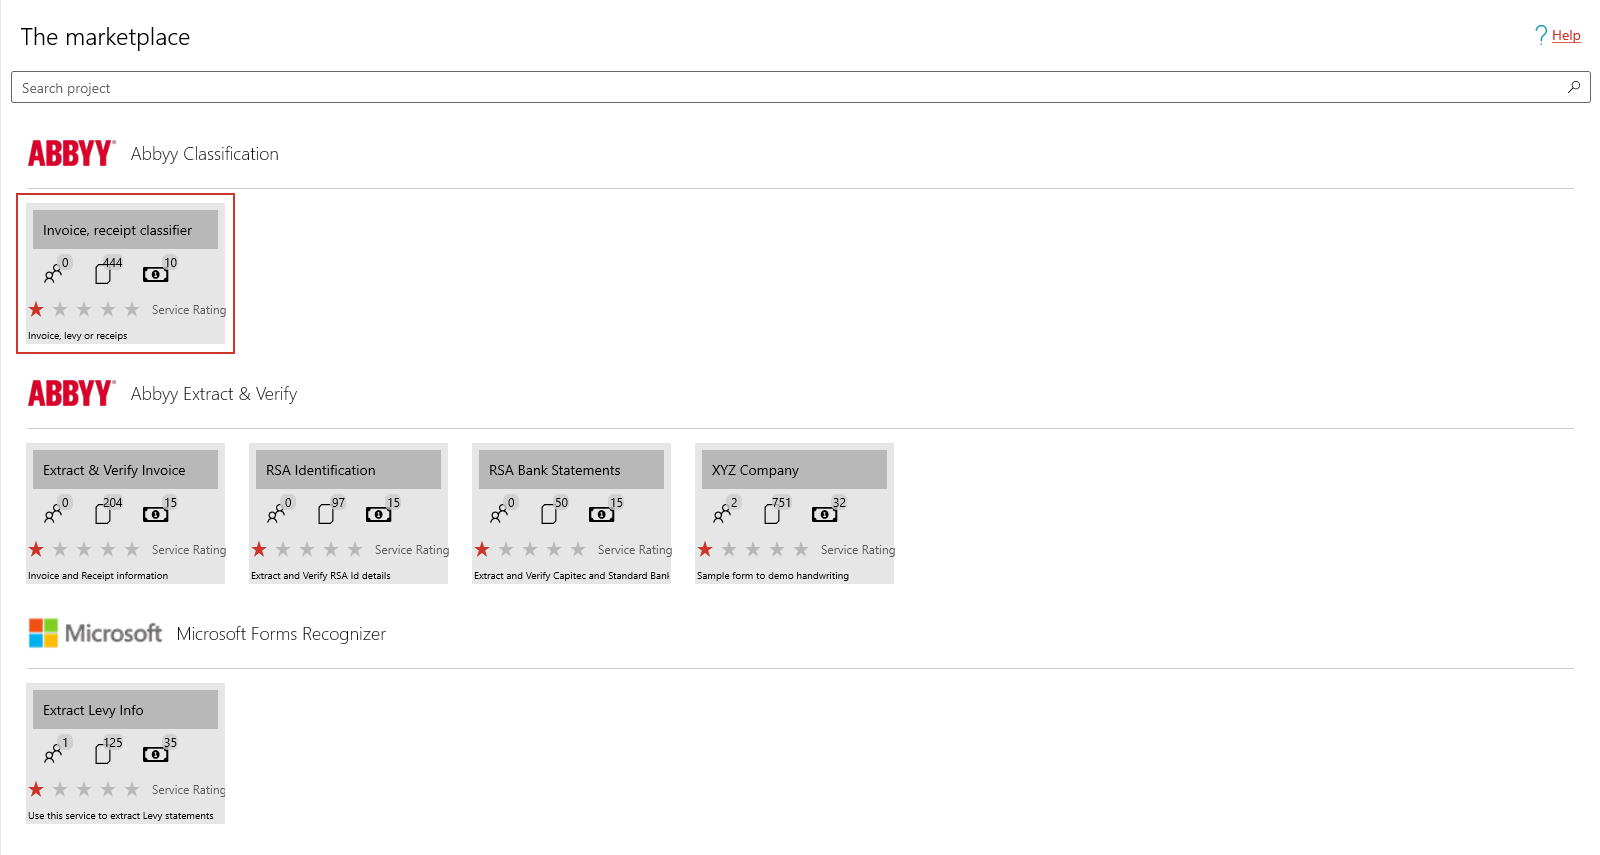 The marketplace
? Help
Search project
ABBYY® Abbyy Classification
Invoice, receipt classifier
0 444 10
Service Rating
Invoice, levy or receips
ABBYY® Abbyy Extract & Verify
Extract & Verify Invoice
0 204 15
Service Rating
Invoice and Receipt information
RSA Identification
0 97 15
Service Rating
Extract and Verify RSA Id details
RSA Bank Statements
0 50 15
Service Rating
Extract and Verify Capitec and Standard Bank
XYZ Company
2 751 32
Service Rating
Sample form to demo handwriting
Microsoft Microsoft Forms Recognizer
Extract Levy Info
1 125 35
Service Rating
Use this service to extract Levy statements